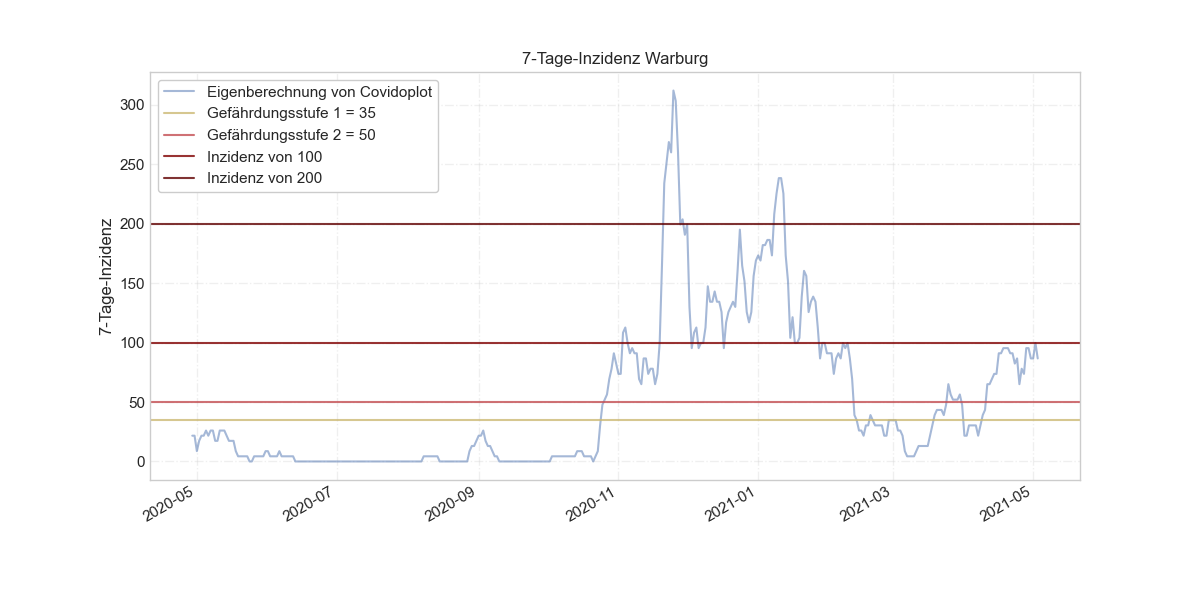 7-Tage-Inzidenz Warburg
Eigenberechnung von Covidoplot
Gefährdungsstufe 1 = 35
Gefährdungsstufe 2 = 50
Inzidenz von 100
Inzidenz von 200
7-Tage-Inzidenz
300
250
200
150
100
50
0
2020-05
2020-07
2020-09
2020-11
2021-01
2021-03
2021-05